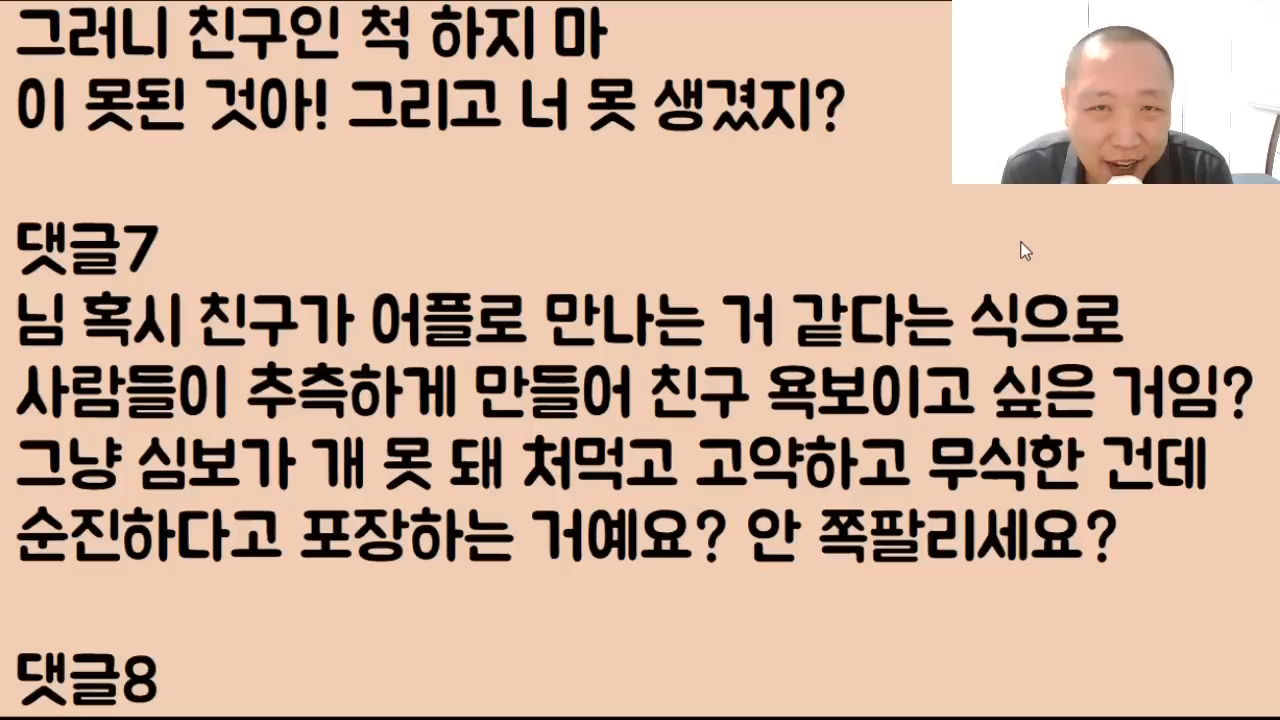 그러니 친구인 척 하지 마
이 못된 것아! 그리고 너 못 생겼지?
댓글7
님 혹시 친구가 어플로 만나는 거 같다는 식으로
사람들이 추측하게 만들어 친구 욕보이고 싶은 거임?
그냥 심보가 개 못 돼 처먹고 고약하고 무식한 건데
순진하다고 포장하는 거예요? 안 쪽팔리세요?
댓글8